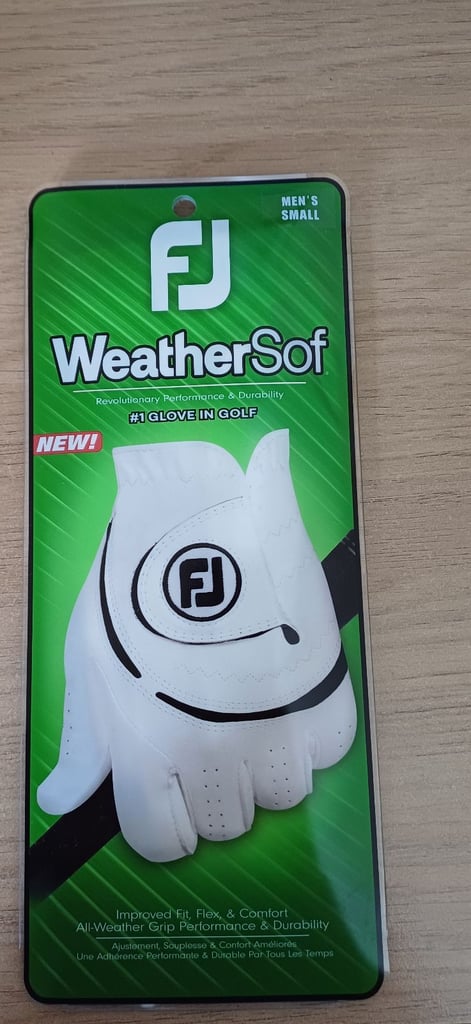 MEN'S
SMALL
FJ
WeatherSof
Revolutionary Performance & Durability
#1 GLOVE IN GOLF
NEW!
FJ
Improved Fit, Flex, & Comfort
All-Weather Grip Performance & Durability
Ajustement, Souplesse & Confort Améliorés
Une Adhérence Performante & Durable Par Tous Les Temps